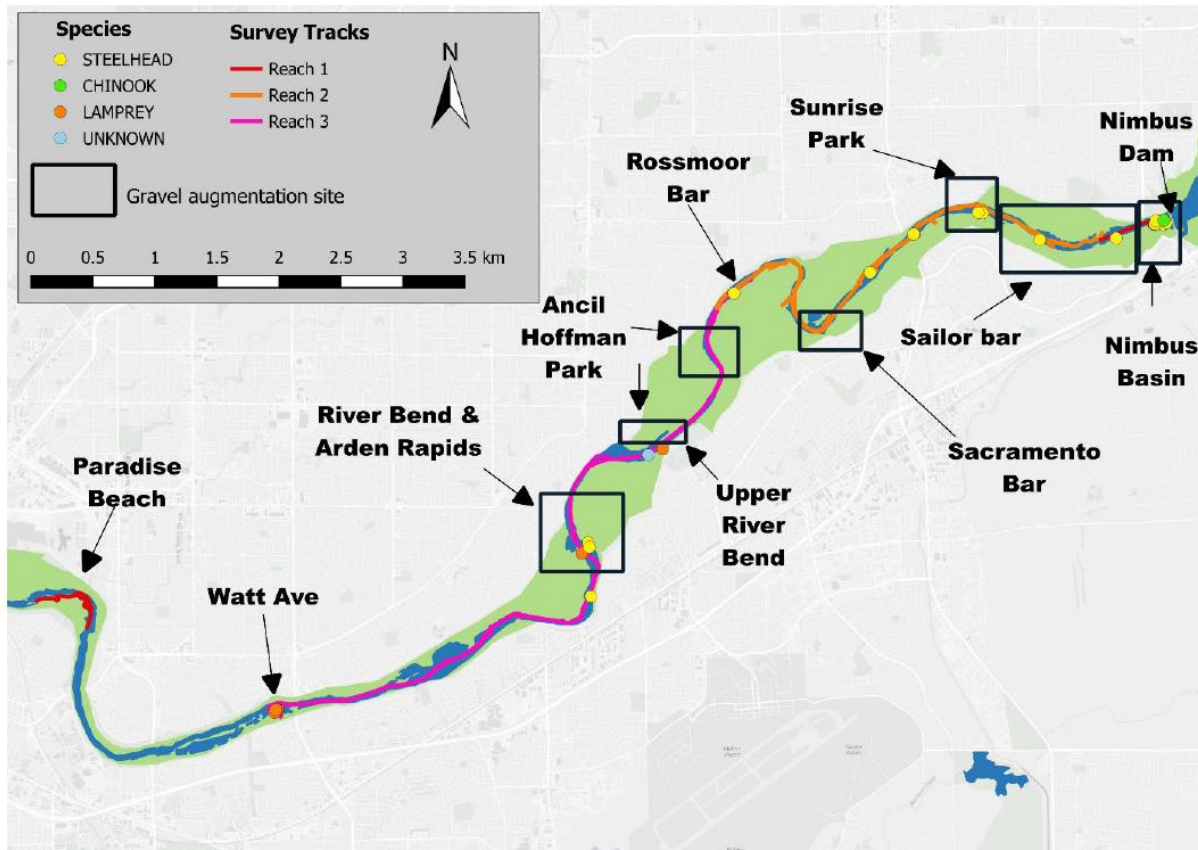 Species
STEELHEAD
CHINOOK
LAMPREY
UNKNOWN
Survey Tracks
Reach 1
Reach 2
Reach 3
N
Gravel augmentation site
0 0.5 1 1.5 2 2.5 3 3.5 km
Sunrise
Park
Nimbus
Dam
Rossmoor
Bar
Ancil
Hoffman
Park
Sailor bar
Nimbus
Basin
River Bend &
Arden Rapids
Sacramento
Bar
Paradise
Beach
Upper
River
Bend
Watt Ave